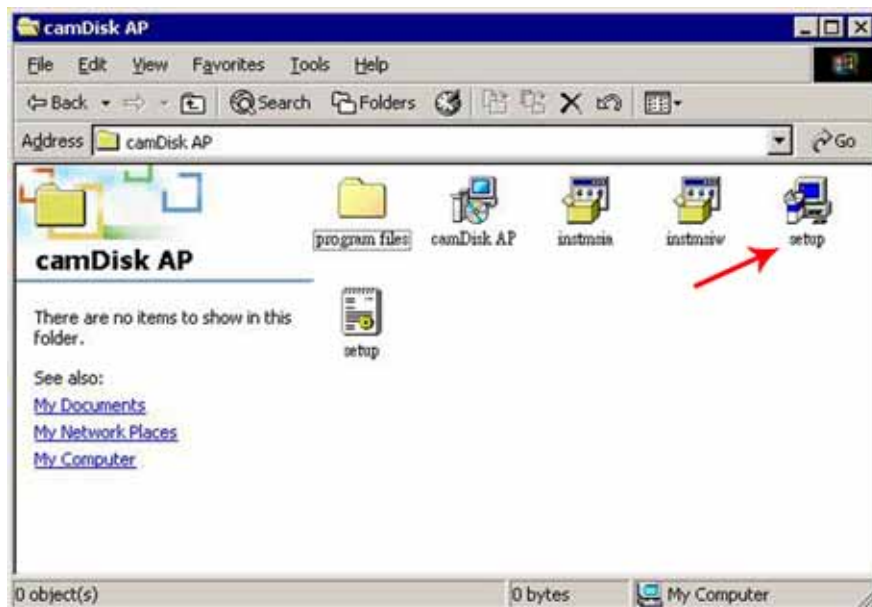 camDisk AP
File Edit View Favorites Tools Help
Back Search Folders
Address camDisk AP Go
program files camDisk AP instmsia instmsiw setup
setup
camDisk AP
There are no items to show in this
folder.
See also:
My Documents
My Network Places
My Computer
0 object(s) 0 bytes My Computer